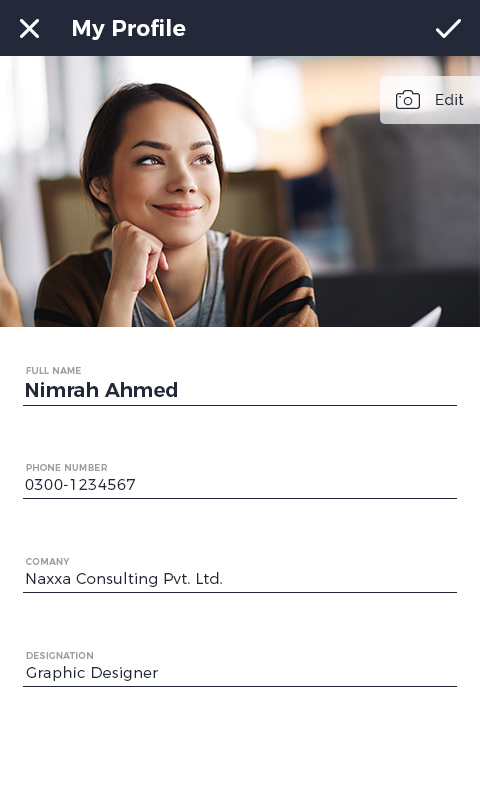 My Profile
Edit
FULL NAME
Nimrah Ahmed
PHONE NUMBER
0300-1234567
COMANY
Naxxa Consulting Pvt. Ltd.
DESIGNATION
Graphic Designer